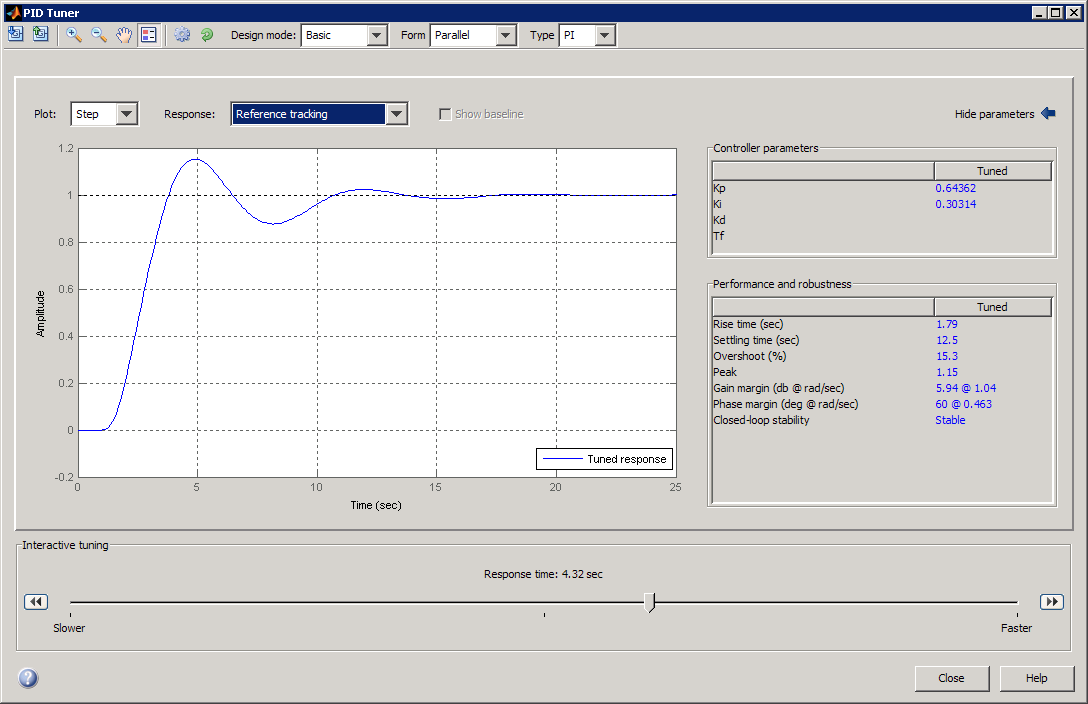 PID Tuner
Design mode: Basic Form Parallel Type PI
Plot: Step Response: Reference tracking Show baseline Hide parameters
1.2
1
0.8
0.6
0.4
0.2
0
-0.2
Amplitude
0 5 10 15 20 25
Time (sec)
Tuned response
Controller parameters
Tuned
Kp 0.64362
Ki 0.30314
Kd
Tf
Performance and robustness
Tuned
Rise time (sec) 1.79
Settling time (sec) 12.5
Overshoot (%) 15.3
Peak 1.15
Gain margin (db @ rad/sec) 5.94 @ 1.04
Phase margin (deg @ rad/sec) 60 @ 0.463
Closed-loop stability Stable
Interactive tuning
Response time: 4.32 sec
Slower Faster
? Close Help